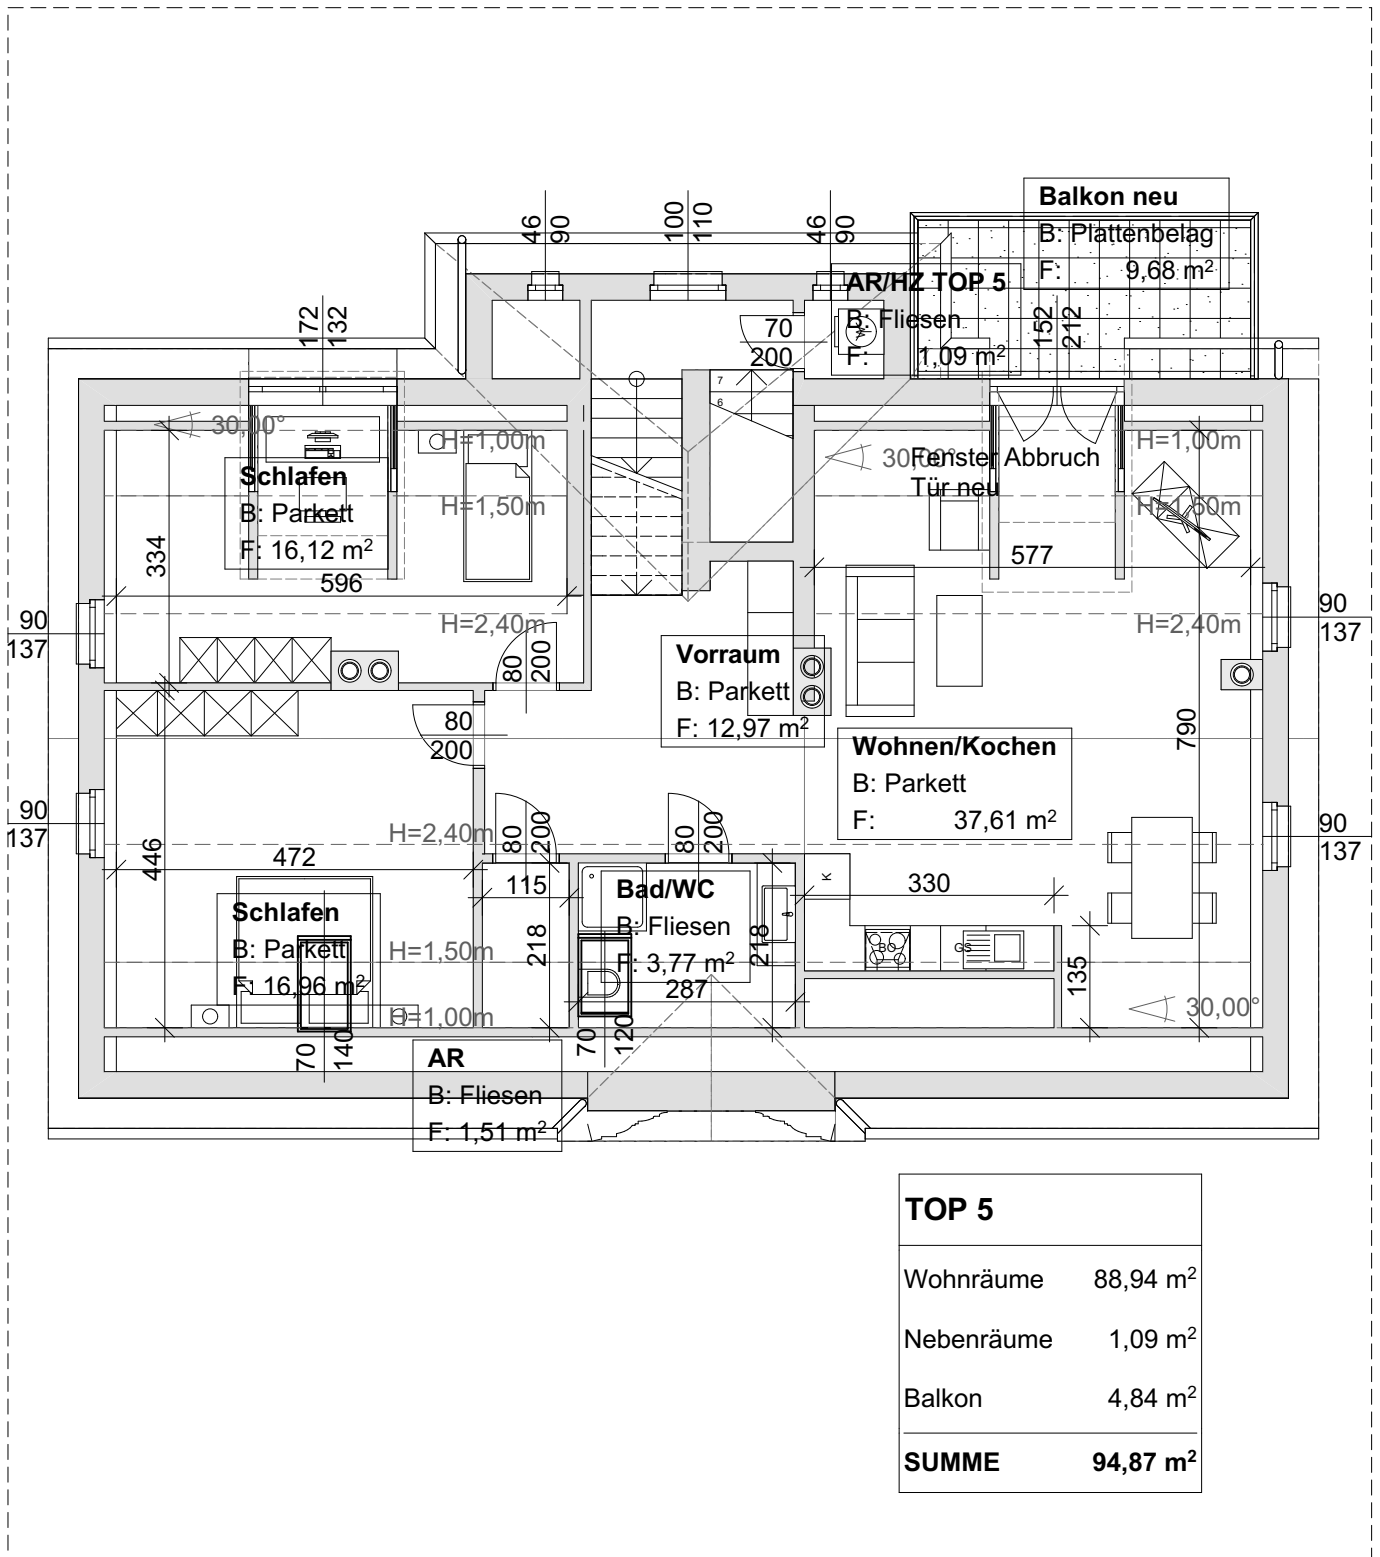 Balkon neu
B: Plattenbelag
F: 9,68 m²
46
90
100
110
46
90
AR/HZ TOP 5
B: Fliesen
F: 1,09 m²
172
132
70
200
152
212
7
6
30,00°
H=1,00m
30,00°
Fenster Abbruch
Tür neu
H=1,00m
Schlafen
B: Parkett
F: 16,12 m²
H=1,50m
H=1,50m
334
596
577
90
137
H=2,40m
H=2,40m
90
137
80
200
Vorraum
B: Parkett
F: 12,97 m²
80
200
Wohnen/Kochen
B: Parkett
F: 37,61 m²
790
90
137
H=2,40m
80
200
80
200
90
137
446
472
115
Bad/WC
B: Fliesen
F: 3,77 m²
K
330
Schlafen
B: Parkett
F: 16,96 m²
H=1,50m
218
218
BO
GS
287
135
H=1,00m
30,00°
70
140
70
120
AR
B: Fliesen
F: 1,51 m²
TOP 5
Wohnräume 88,94 m²
Nebenräume 1,09 m²
Balkon 4,84 m²
SUMME 94,87 m²